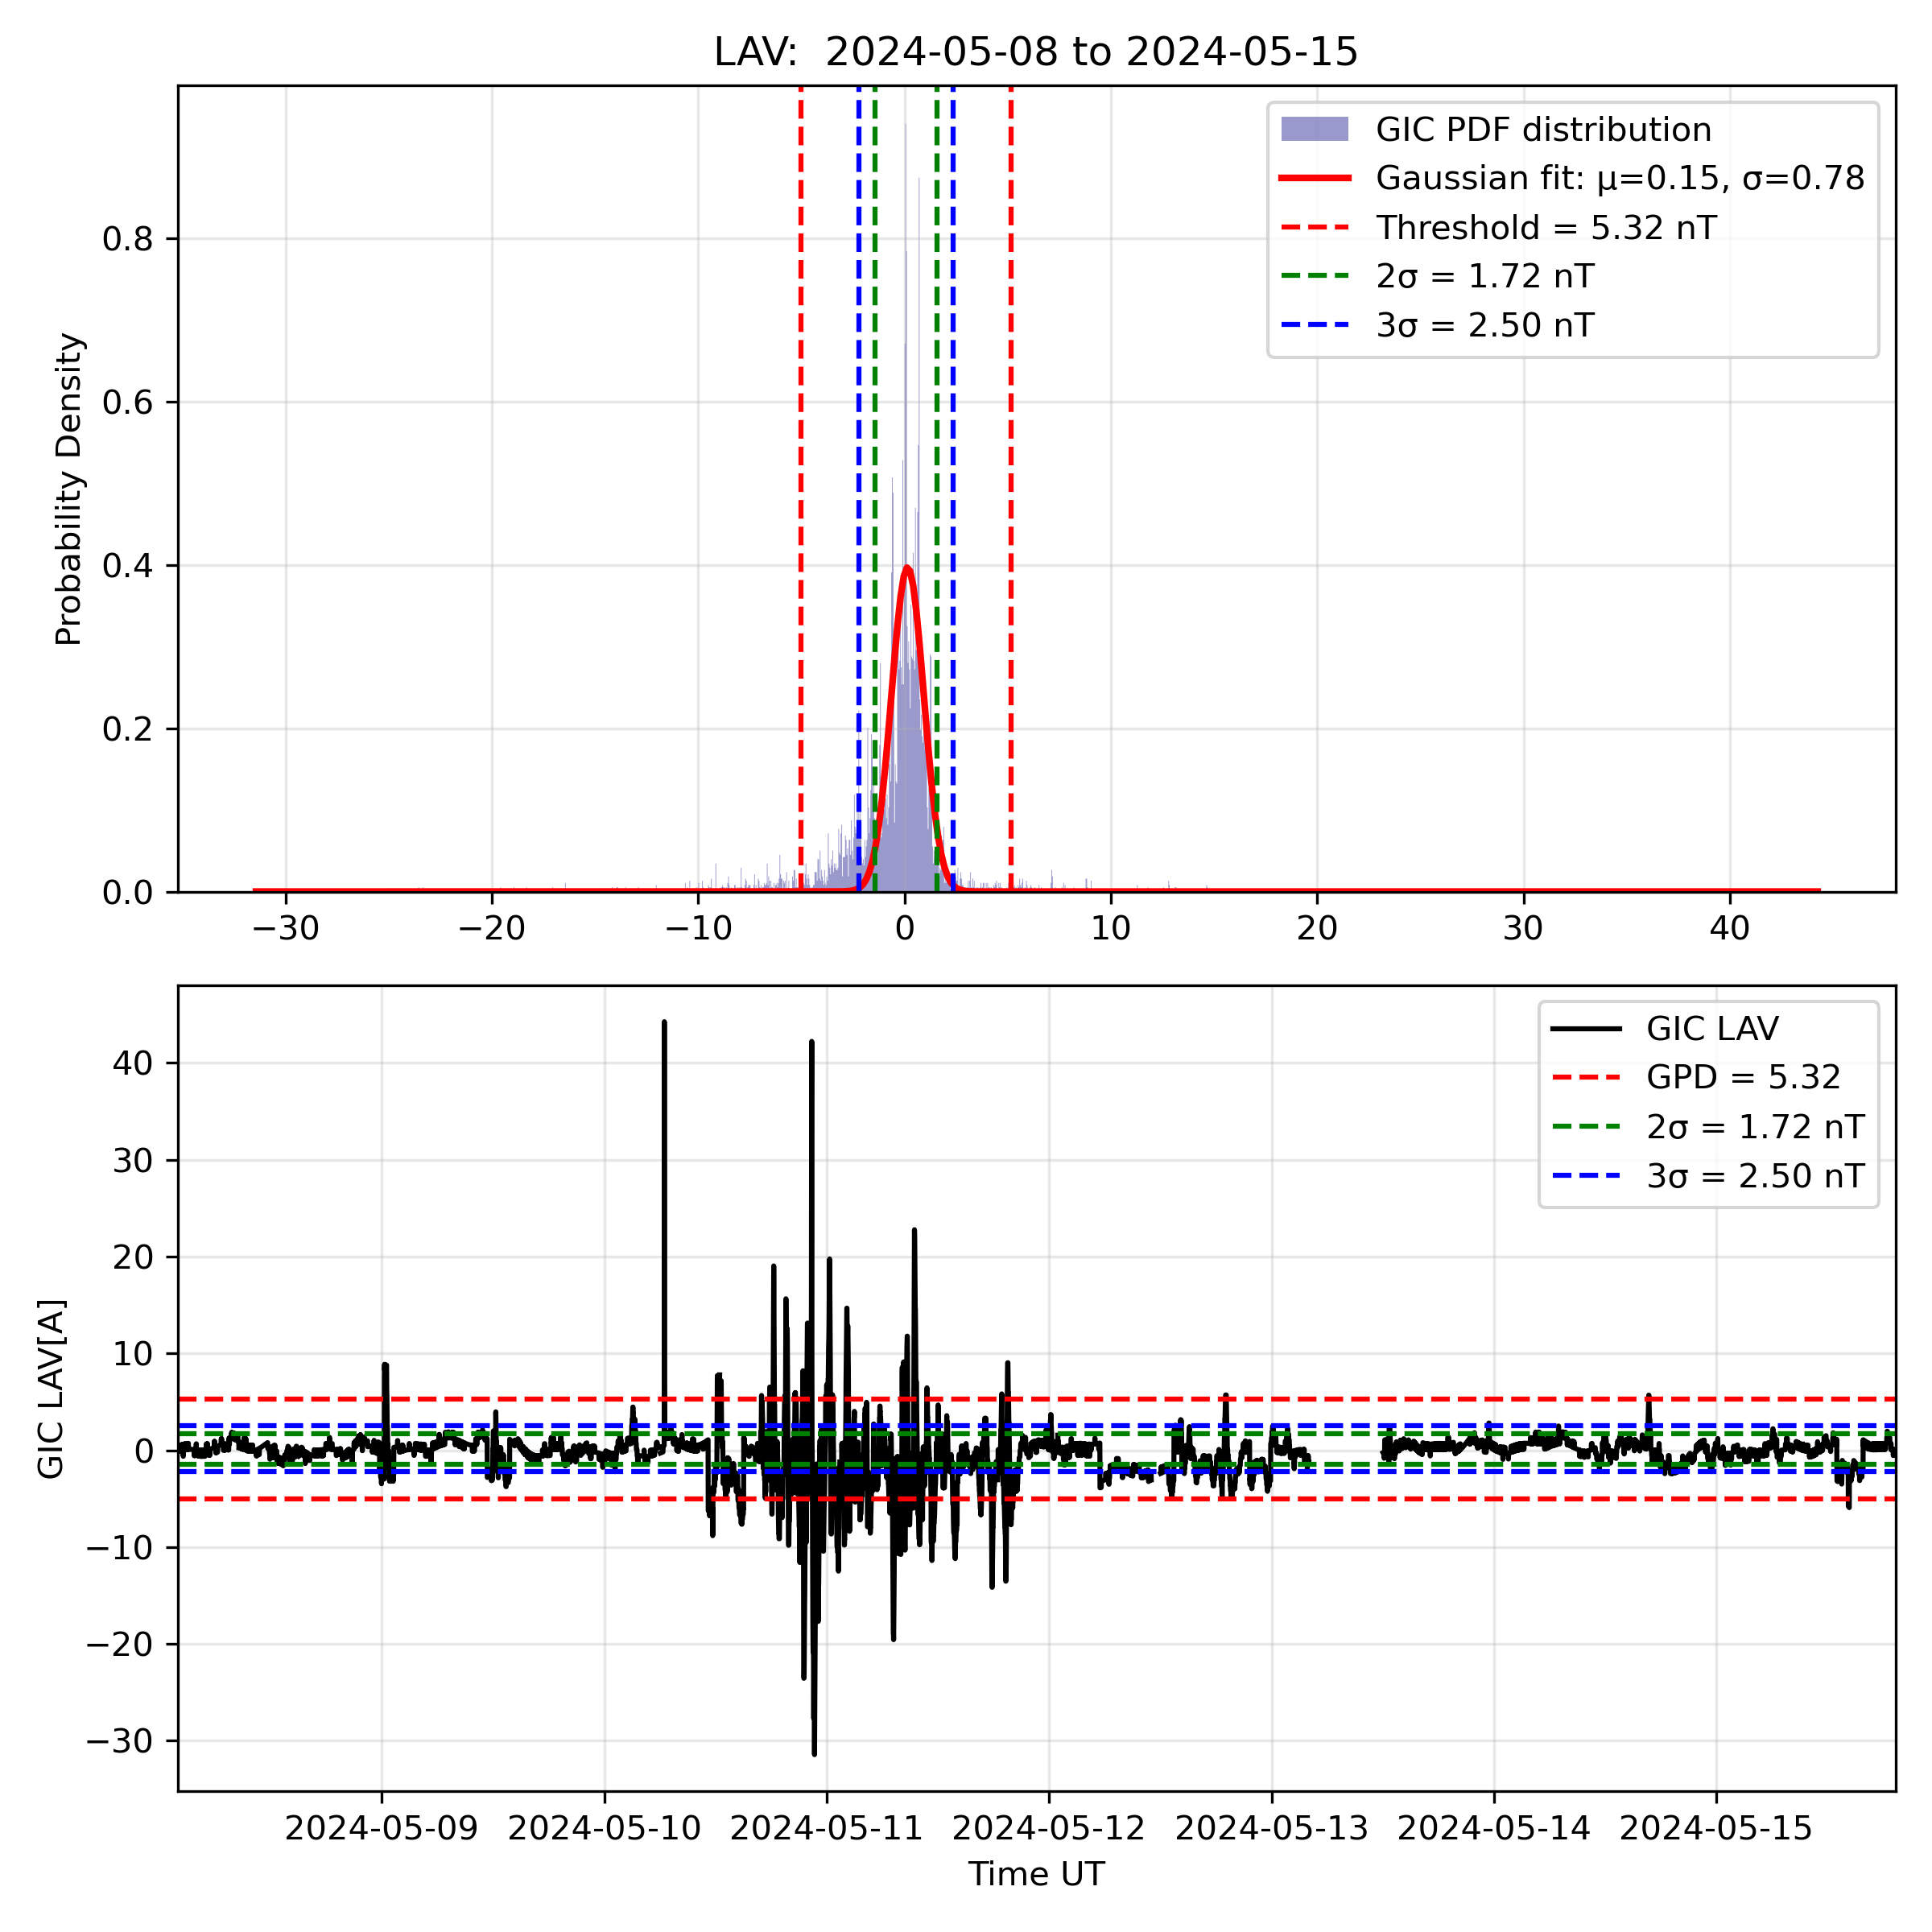 LAV:  2024-05-08 to 2024-05-15
GIC PDF distribution
Gaussian fit: μ=0.15, σ=0.78
Threshold = 5.32 nT
2σ = 1.72 nT
3σ = 2.50 nT
Probability Density
0.8
0.6
0.4
0.2
0.0
−30 −20 −10 0 10 20 30 40
GIC LAV
GPD = 5.32
2σ = 1.72 nT
3σ = 2.50 nT
GIC LAV[A]
40
30
20
10
0
−10
−20
−30
2024-05-09 2024-05-10 2024-05-11 2024-05-12 2024-05-13 2024-05-14 2024-05-15
Time UT